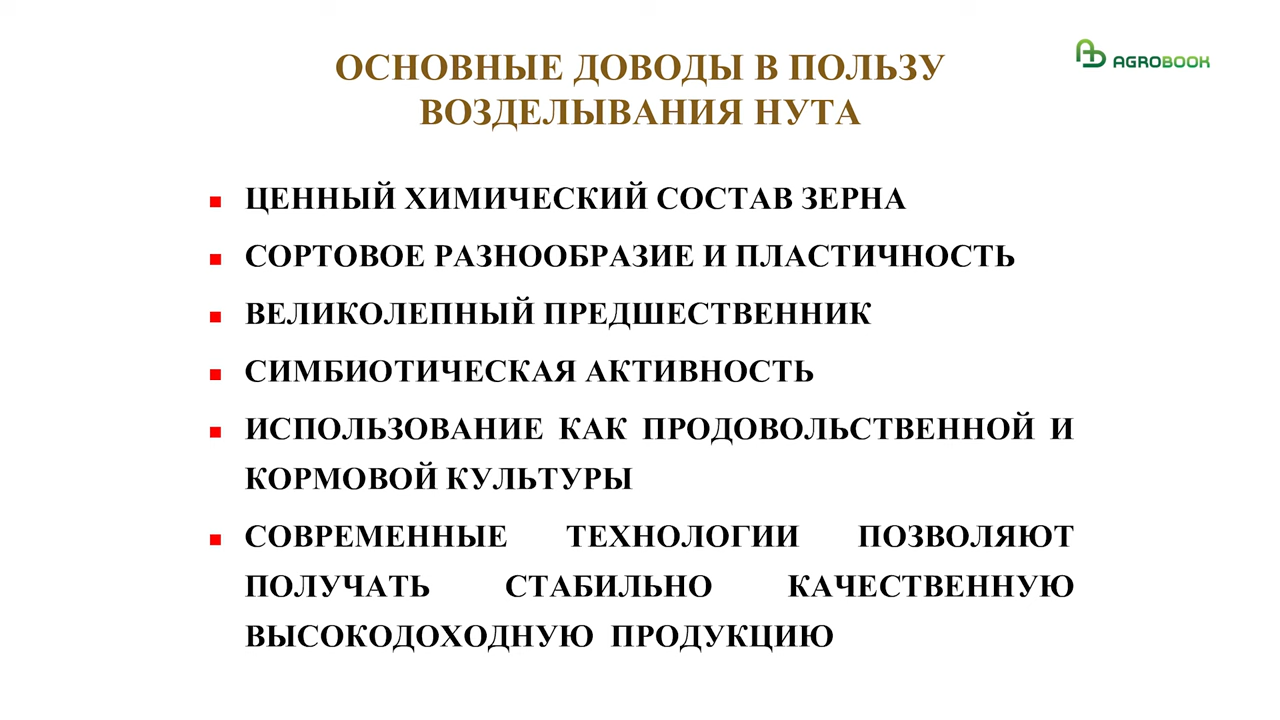 ОСНОВНЫЕ ДОВОДЫ В ПОЛЬЗУ
ВОЗДЕЛЫВАНИЯ НУТА
AGROBOOK
ЦЕННЫЙ ХИМИЧЕСКИЙ СОСТАВ ЗЕРНА
СОРТОВОЕ РАЗНООБРАЗИЕ И ПЛАСТИЧНОСТЬ
ВЕЛИКОЛЕПНЫЙ ПРЕДШЕСТВЕННИК
СИМБИОТИЧЕСКАЯ АКТИВНОСТЬ
ИСПОЛЬЗОВАНИЕ КАК ПРОДОВОЛЬСТВЕННОЙ И
КОРМОВОЙ КУЛЬТУРЫ
СОВРЕМЕННЫЕ ТЕХНОЛОГИИ ПОЗВОЛЯЮТ
ПОЛУЧАТЬ СТАБИЛЬНО КАЧЕСТВЕННУЮ
ВЫСОКОДОХОДНУЮ ПРОДУКЦИЮ